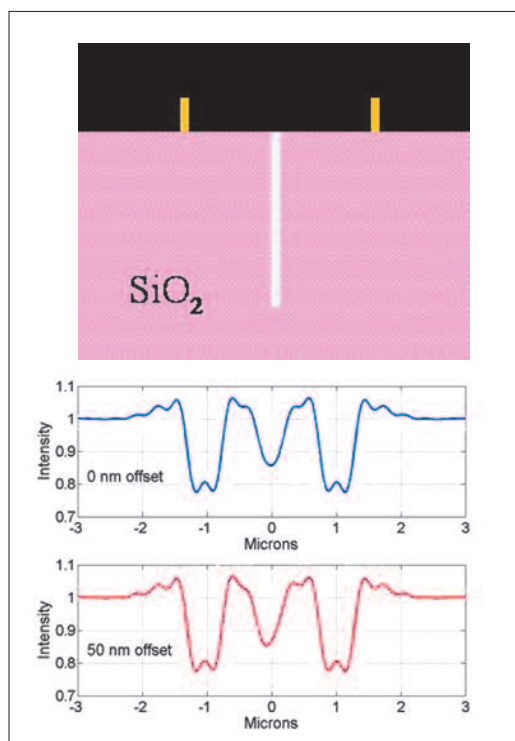 SiO₂
1.1
1
0.9
0.8
0.7
Intensity
0 nm offset
-3 -2 -1 0 1 2 3
Microns
1.1
1
0.9
0.8
0.7
Intensity
50 nm offset
-3 -2 -1 0 1 2 3
Microns